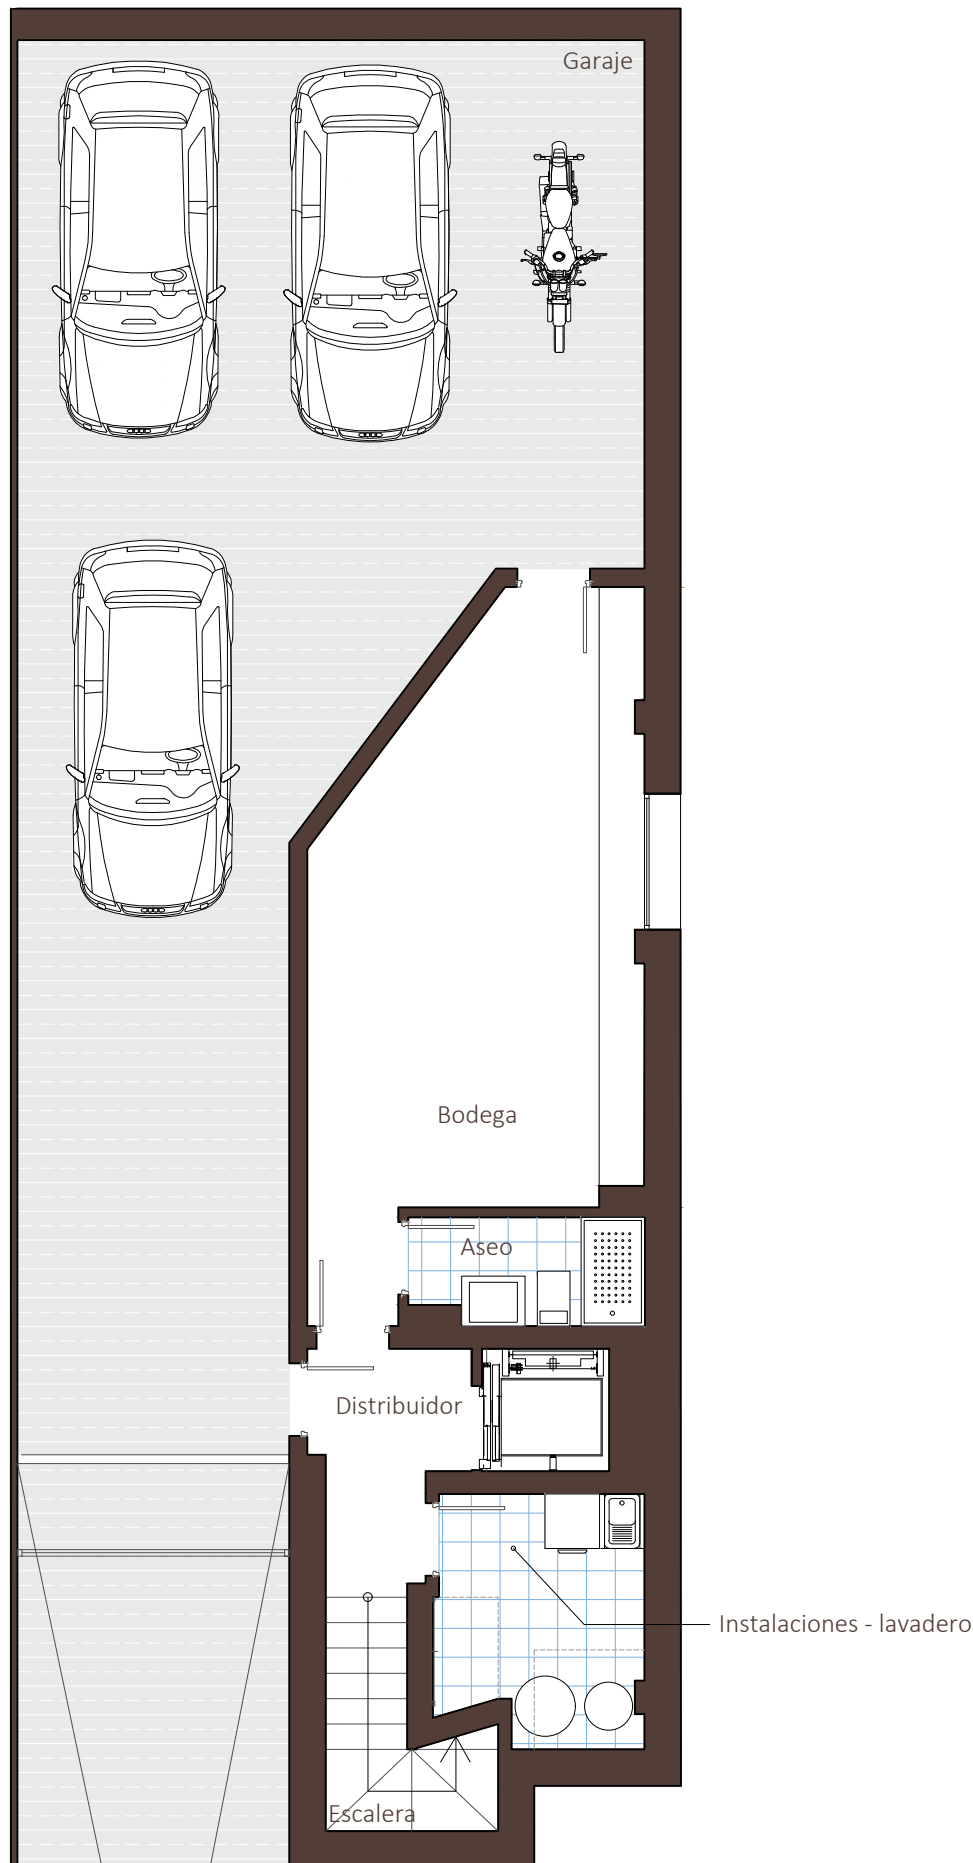 Garaje
Bodega
Aseo
Distribuidor
Instalaciones - lavadero
Escalera